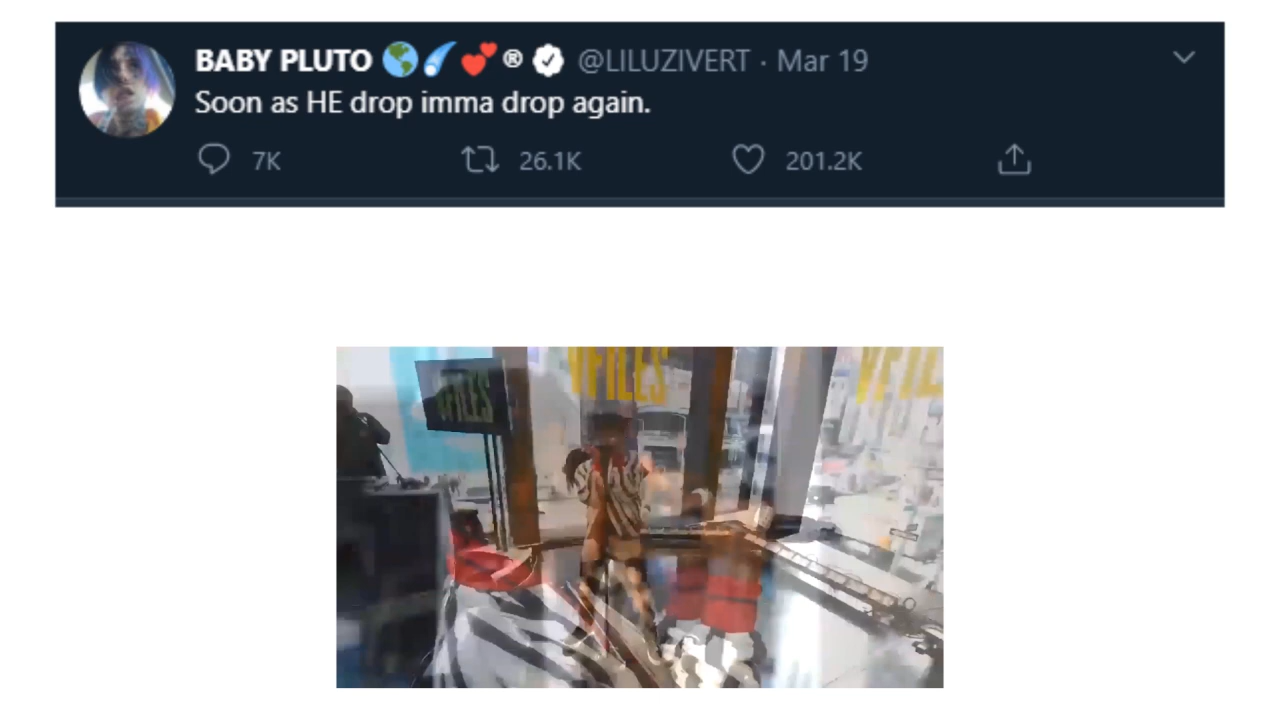 BABY PLUTO 🌎☄️💕® @LILUZIVERT · Mar 19
Soon as HE drop imma drop again.
7K 26.1K 201.2K
VFILES VFILES
VFILES